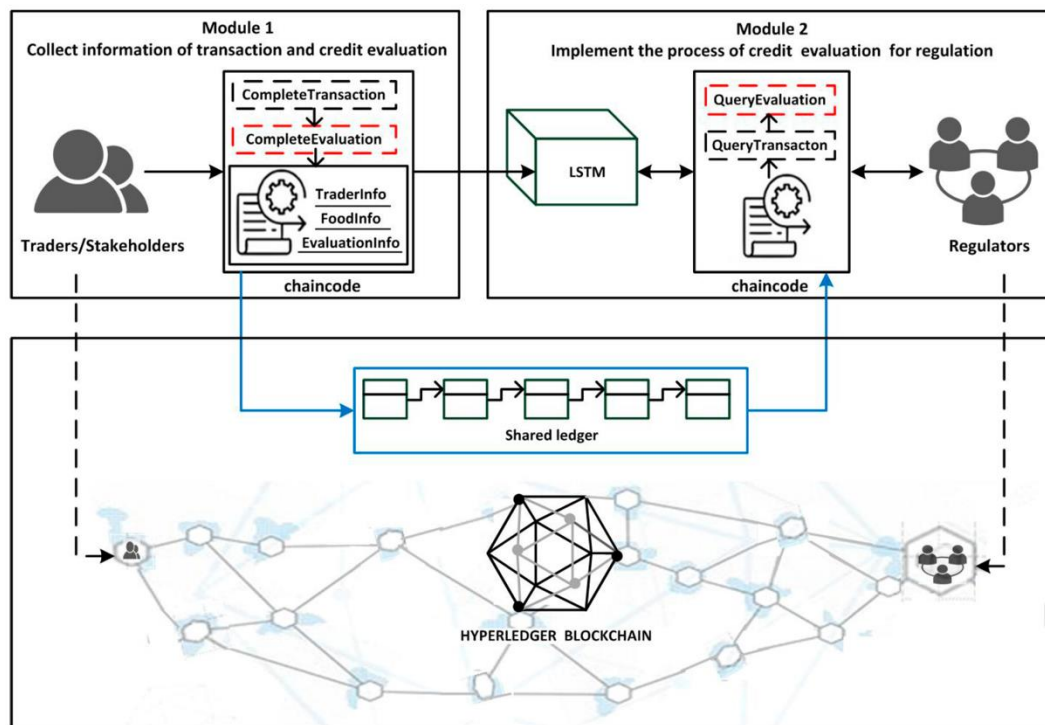 Module 1
Collect information of transaction and credit evaluation
CompleteTransaction
CompleteEvaluation
TraderInfo
FoodInfo
EvaluationInfo
Traders/Stakeholders
chaincode
Module 2
Implement the process of credit evaluation for regulation
LSTM
QueryEvaluation
QueryTransacton
Regulators
chaincode
Shared ledger
HYPERLEDGER BLOCKCHAIN